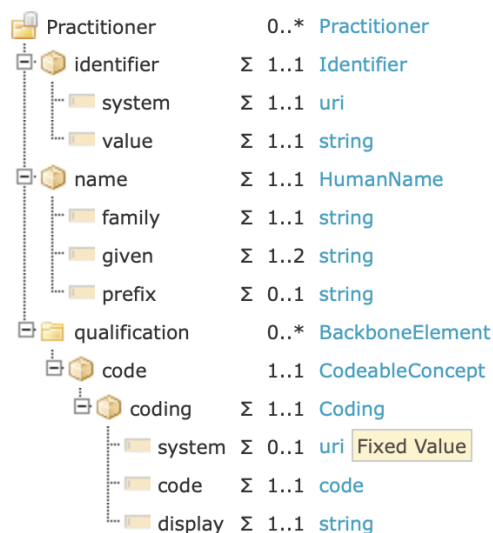 Practitioner 0..* Practitioner
identifier Σ 1..1 Identifier
system Σ 1..1 uri
value Σ 1..1 string
name Σ 1..1 HumanName
family Σ 1..1 string
given Σ 1..2 string
prefix Σ 0..1 string
qualification 0..* BackboneElement
code 1..1 CodeableConcept
coding Σ 1..1 Coding
system Σ 0..1 uri Fixed Value
code Σ 1..1 code
display Σ 1..1 string